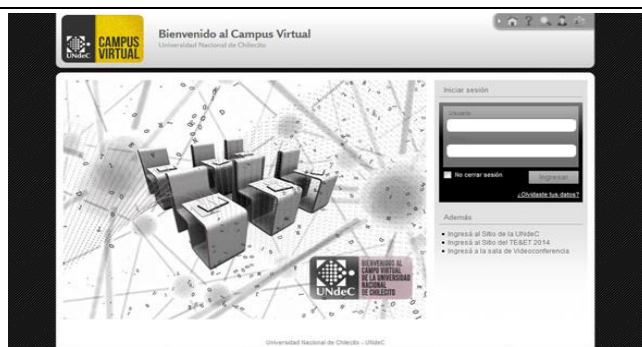 UNdeC
CAMPUS
VIRTUAL
Bienvenido al Campus Virtual
Universidad Nacional de Chilecito
Iniciar sesión
Usuario
No cerrar sesión
Ingresar
¿Olvidaste tus datos?
Además
Ingresá al Sitio de la UNdeC
Ingresá al Sitio del TE&ET 2014
Ingresá a la sala de Videoconferencia
UNdeC
BIENVENIDOS AL
CAMPO VIRTUAL
DE LA UNIVERSIDAD
NACIONAL
DE CHILECITO
Universidad Nacional de Chilecito - UNdeC